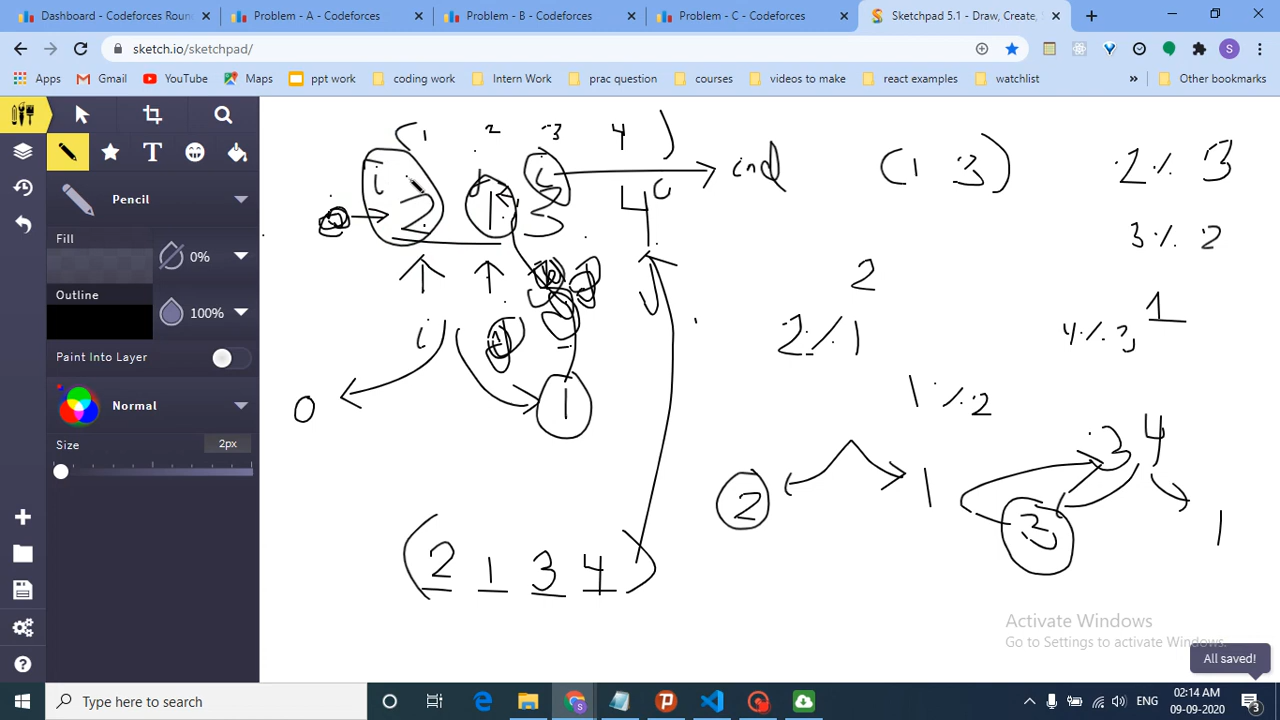 Dashboard - Codeforces Roun
Problem - A - Codeforces
Problem - B - Codeforces
Problem - C - Codeforces
Sketchpad 5.1 - Draw, Create, S
sketch.io/sketchpad/
S
Apps
Gmail
YouTube
Maps
ppt work
coding work
Intern Work
prac question
courses
videos to make
react examples
watchlist
»
Other bookmarks
Pencil
Fill
0%
Outline
100%
Paint Into Layer
Normal
Size
2px
( 1 2 3 4 )
i 2 1 3 4
ind
(1 3)
2 % 3
3 % 2
2
2 % 1
4 % 3
1
i
j
1 % 2
0
1
3 4
2
1
3
1
(2 1 3 4)
Activate Windows
Go to Settings to activate Windows.
All saved!
Type here to search
ENG
02:14 AM
09-09-2020
3